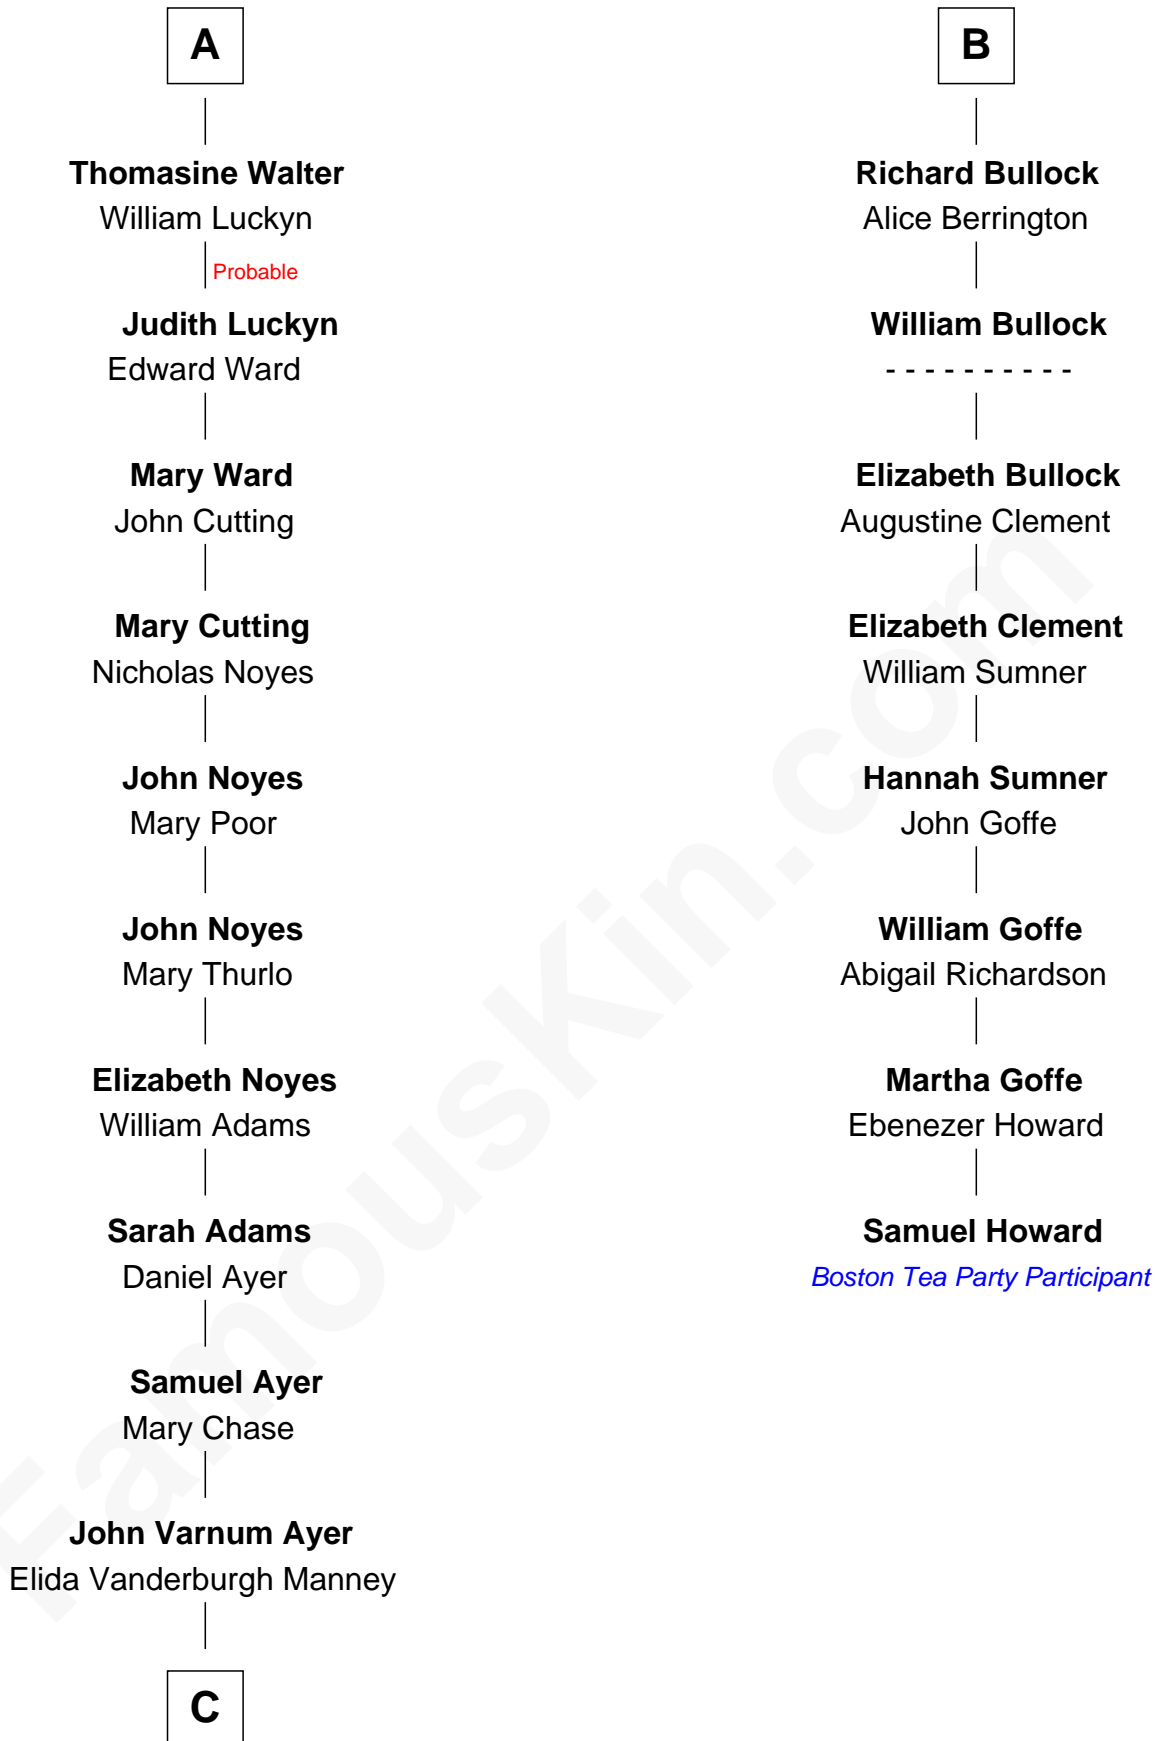 A
Thomasine Walter
William Luckyn
Probable
Judith Luckyn
Edward Ward
Mary Ward
John Cutting
Mary Cutting
Nicholas Noyes
John Noyes
Mary Poor
John Noyes
Mary Thurlo
Elizabeth Noyes
William Adams
Sarah Adams
Daniel Ayer
Samuel Ayer
Mary Chase
John Varnum Ayer
Elida Vanderburgh Manney
C
B
Richard Bullock
Alice Berrington
William Bullock
- - - - - - - - - -
Elizabeth Bullock
Augustine Clement
Elizabeth Clement
William Sumner
Hannah Sumner
John Goffe
William Goffe
Abigail Richardson
Martha Goffe
Ebenezer Howard
Samuel Howard
Boston Tea Party Participant
FamousKin.com